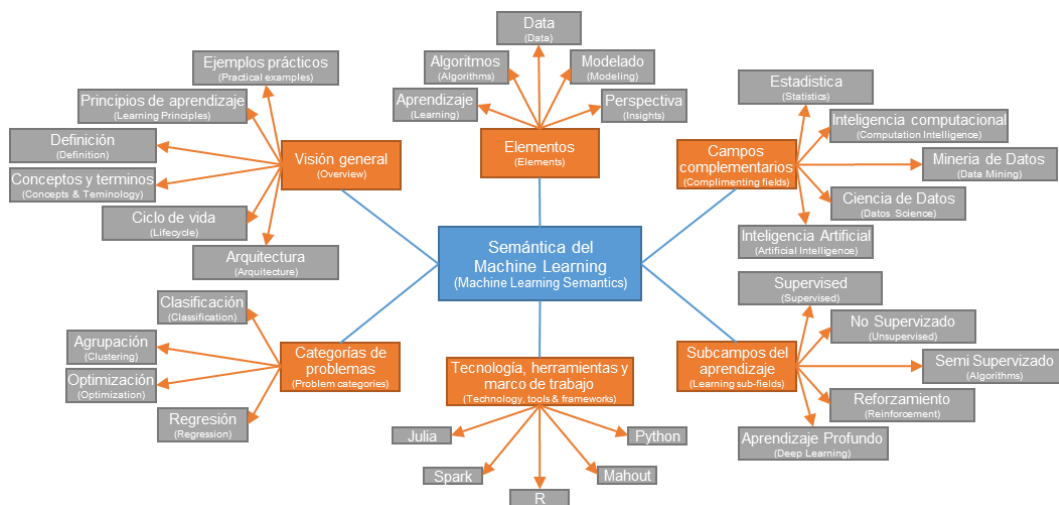 Data
(Data)
Algoritmos
(Algorithms)
Modelado
(Modeling)
Aprendizaje
(Learning)
Perspectiva
(Insights)
Elementos
(Elements)
Ejemplos prácticos
(Practical examples)
Principios de aprendizaje
(Learning Principles)
Definición
(Definition)
Conceptos y terminos
(Concepts & Teminology)
Ciclo de vida
(Lifecycle)
Arquitectura
(Arquitecture)
Visión general
(Overview)
Estadistica
(Statistics)
Inteligencia computacional
(Computation Intelligence)
Mineria de Datos
(Data Mining)
Ciencia de Datos
(Datos Science)
Inteligencia Artificial
(Artificial Intelligence)
Campos
complementarios
(Complimenting fields)
Semántica del
Machine Learning
(Machine Learning Semantics)
Clasificación
(Classification)
Agrupación
(Clustering)
Optimización
(Optimization)
Regresión
(Regression)
Categorías de
problemas
(Problem categories)
Tecnología, herramientas y
marco de trabajo
(Technology, tools & frameworks)
Julia
Spark
R
Mahout
Python
Subcampos del
aprendizaje
(Learning sub-fields)
Supervised
(Supervised)
No Supervizado
(Unsupervised)
Semi Supervizado
(Algorithms)
Reforzamiento
(Reinforcement)
Aprendizaje Profundo
(Deep Learning)